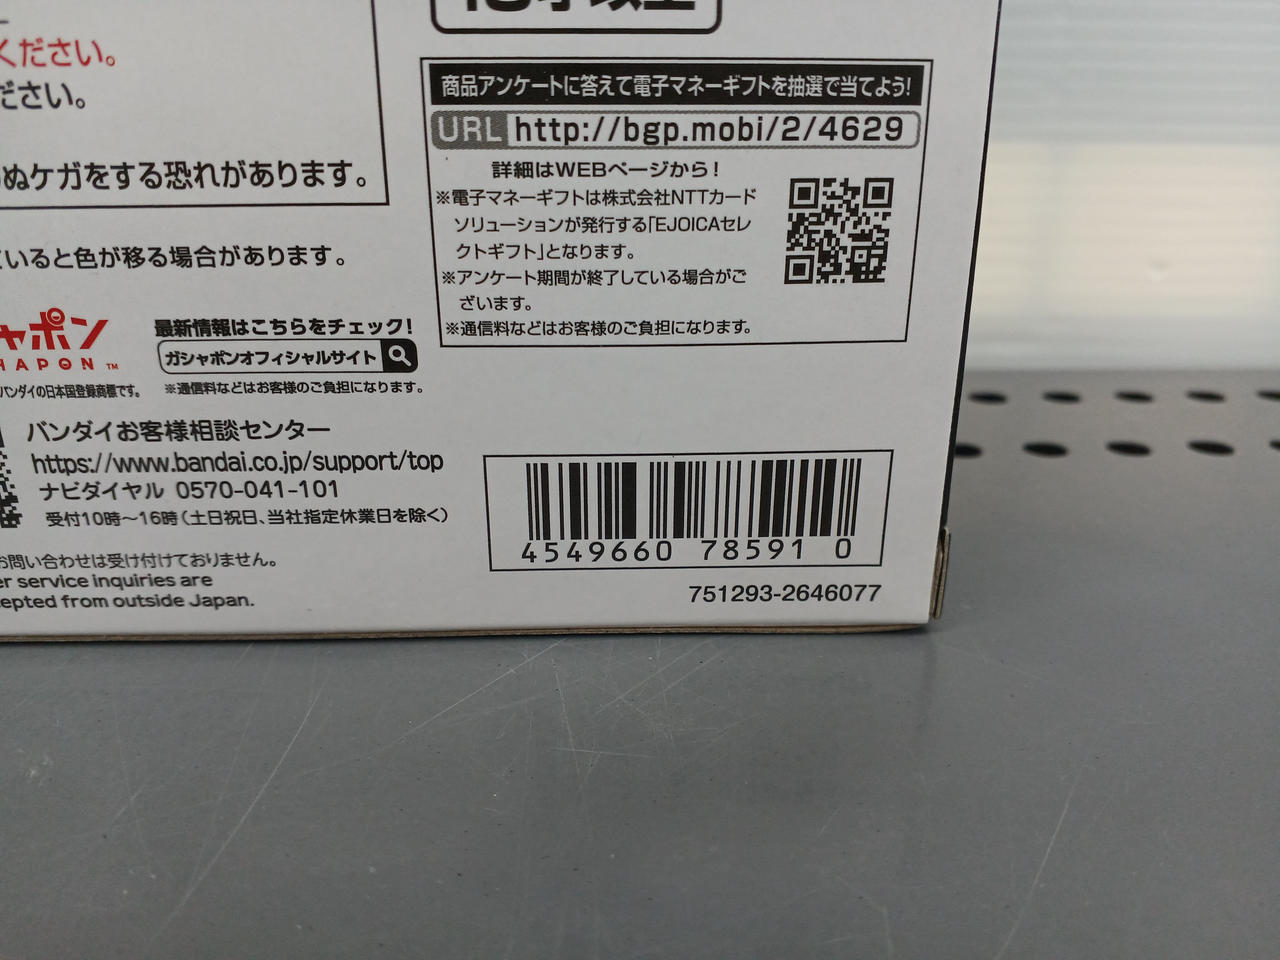 ください。
ださい。
ぬケガをする恐れがあります。
いると色が移る場合があります。
商品アンケートに答えて電子マネーギフトを抽選で当てよう!
URL http://bgp.mobi/2/4629
詳細はWEBページから!
※電子マネーギフトは株式会社NTTカード
ソリューションが発行する「EJOICAセレ
クトギフト」となります。
※アンケート期間が終了している場合がご
ざいます。
※通信料などはお客様のご負担になります。
ャポン
HAPON™
バンダイの日本国登録商標です。
最新情報はこちらをチェック!
ガシャポンオフィシャルサイト
※通信料などはお客様のご負担になります。
バンダイお客様相談センター
https://www.bandai.co.jp/support/top
ナビダイヤル 0570-041-101
受付10時〜16時(土日祝日、当社指定休業日を除く)
お問い合わせは受け付けておりません。
er service inquiries are
epted from outside Japan.
4549660 78591 0
751293-2646077